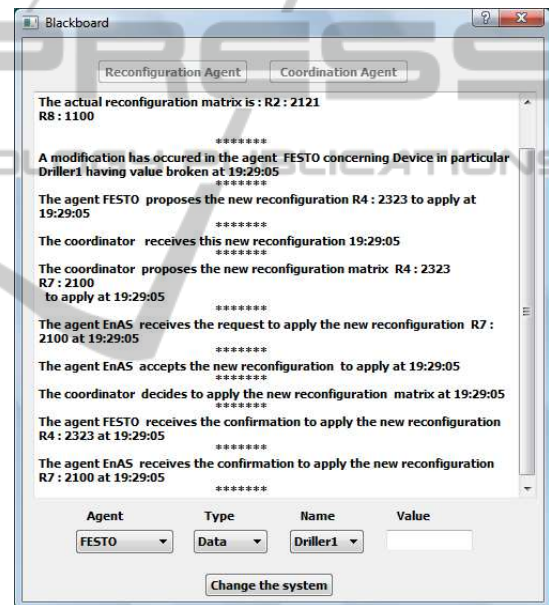 Blackboard
Reconfiguration Agent
Coordination Agent
The actual reconfiguration matrix is : R2 : 2121
R8 : 1100
*******
A modification has occured in the agent FESTO concerning Device in particular
Driller1 having value broken at 19:29:05
*******
The agent FESTO proposes the new reconfiguration R4 : 2323 to apply at
19:29:05
*******
The coordinator receives this new reconfiguration 19:29:05
*******
The coordinator proposes the new reconfiguration matrix R4 : 2323
R7 : 2100
to apply at 19:29:05
*******
The agent EnAS receives the request to apply the new reconfiguration R7 :
2100 at 19:29:05
*******
The agent EnAS accepts the new reconfiguration to apply at 19:29:05
*******
The coordinator decides to apply the new reconfiguration matrix at 19:29:05
*******
The agent FESTO receives the confirmation to apply the new reconfiguration
R4 : 2323 at 19:29:05
*******
The agent EnAS receives the confirmation to apply the new reconfiguration
R7 : 2100 at 19:29:05
*******
Agent Type Name Value
FESTO Data Driller1
Change the system